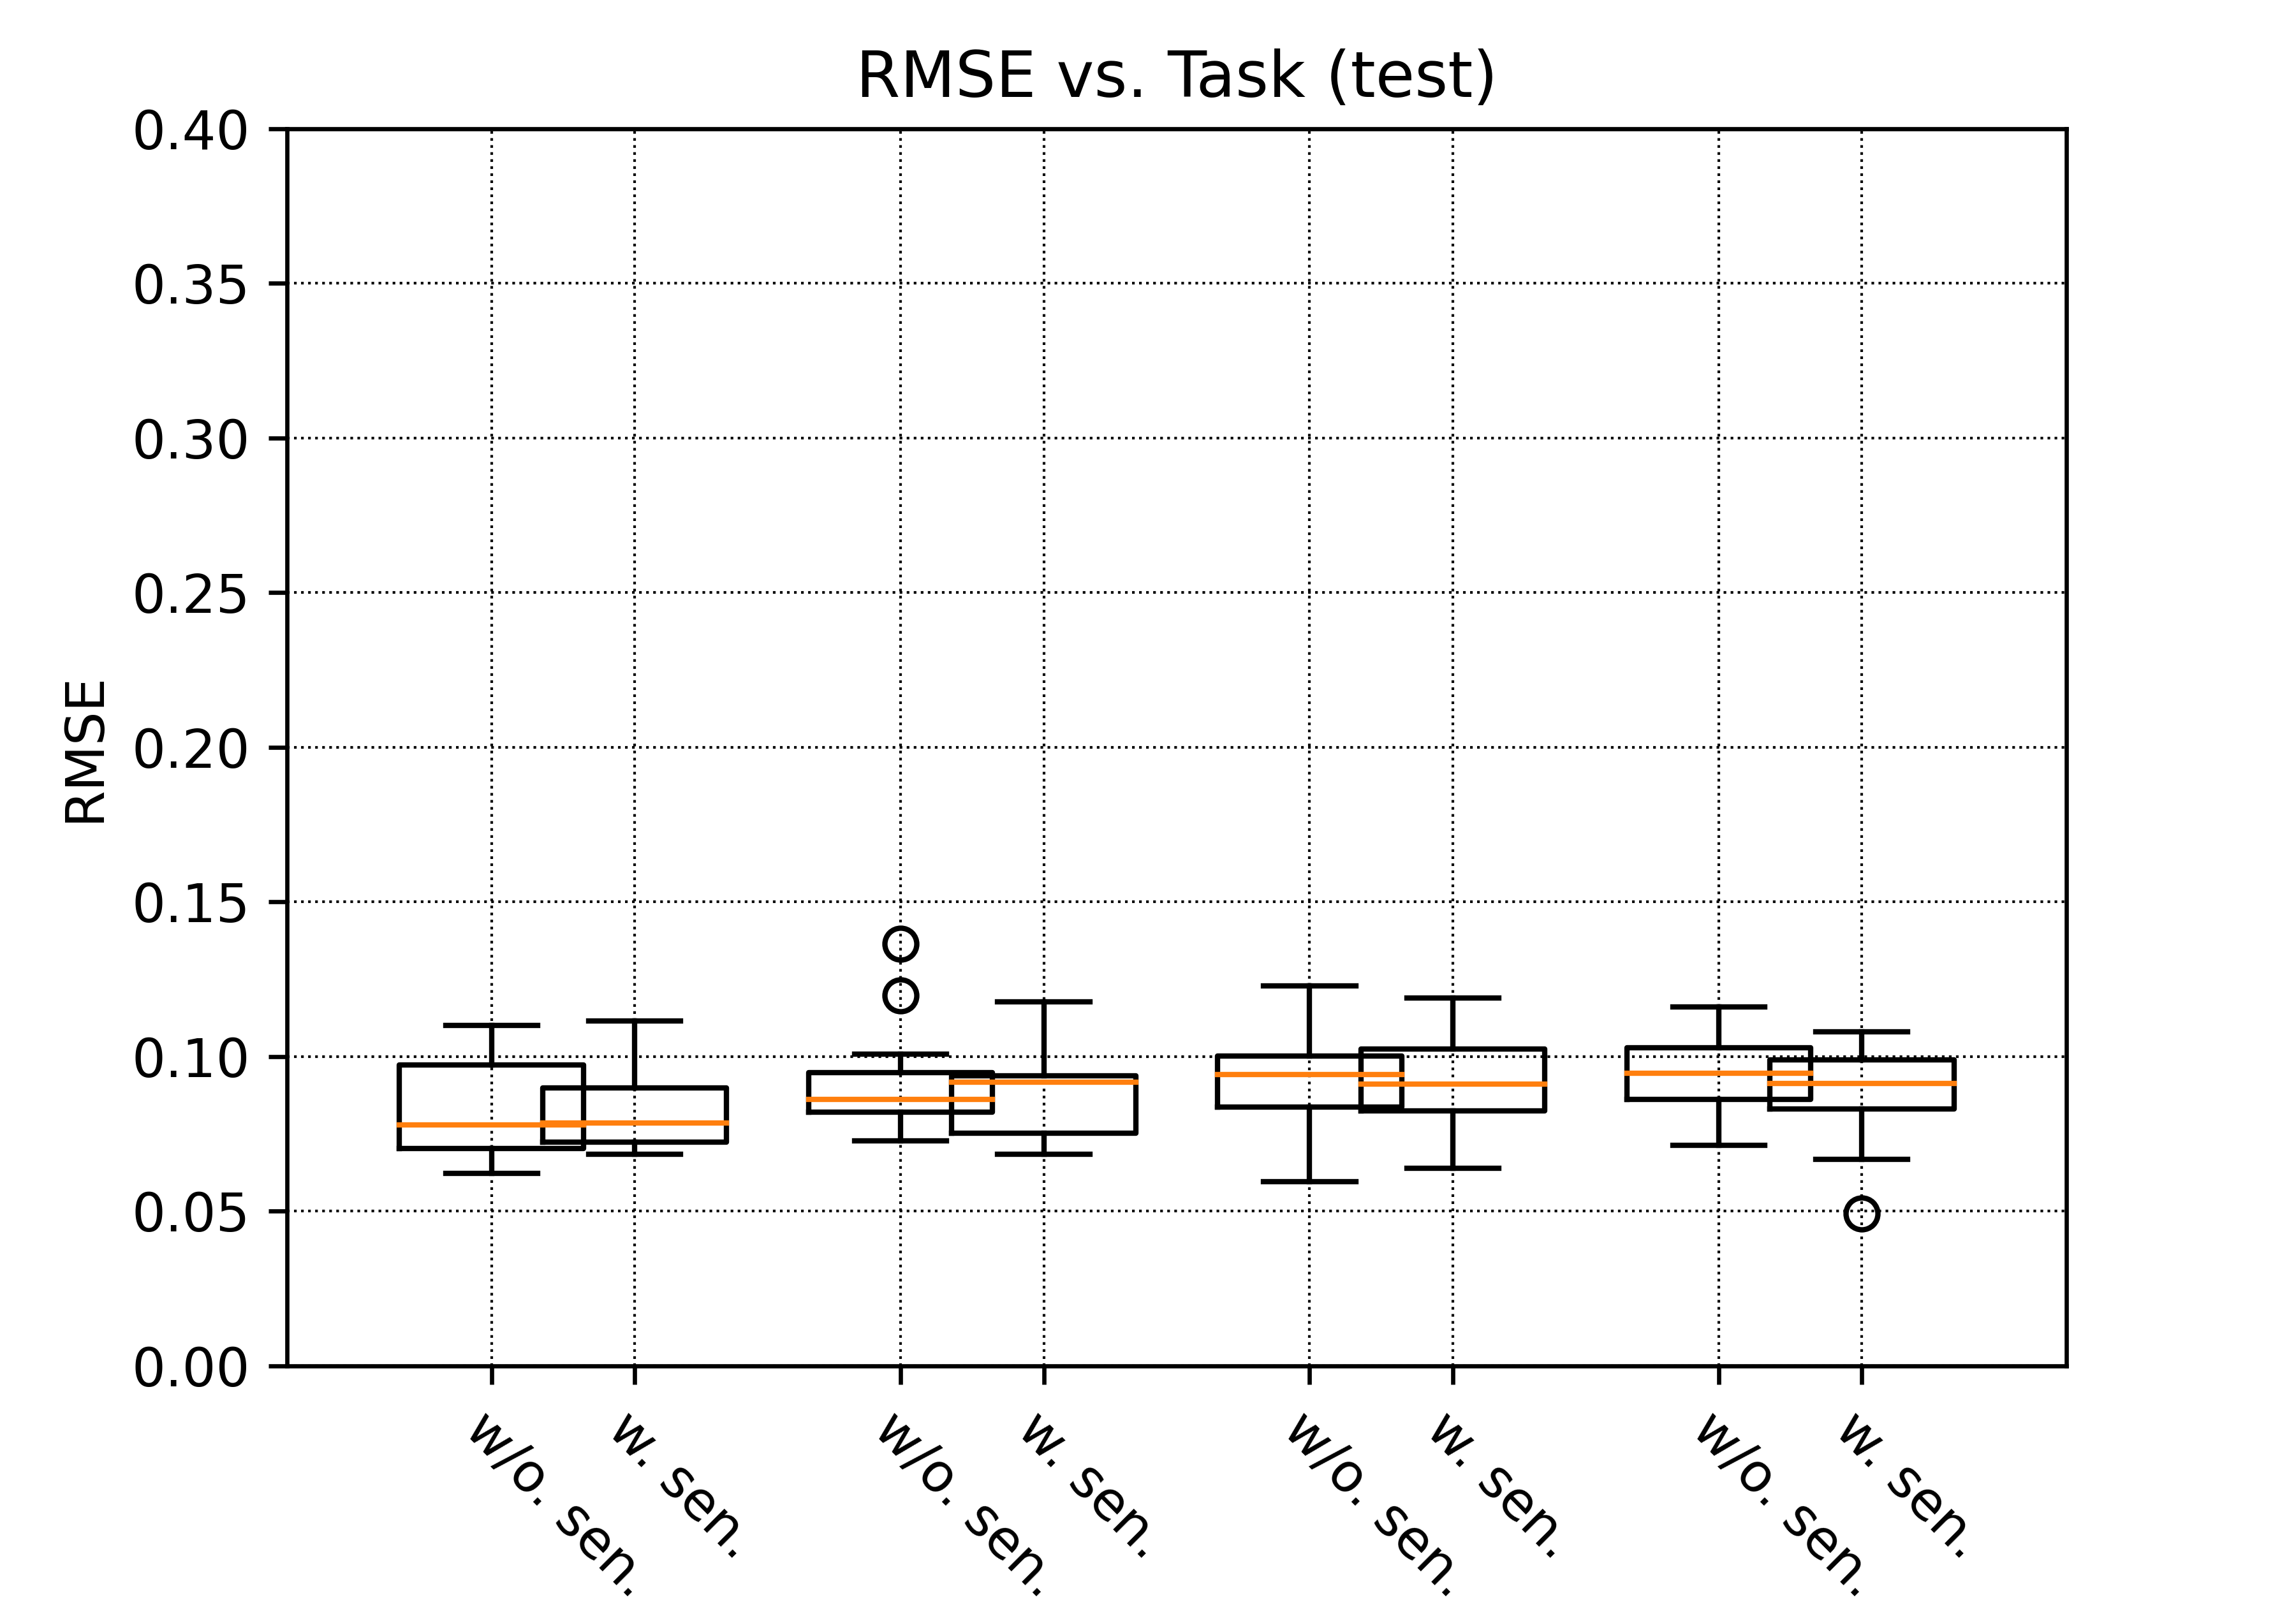 RMSE vs. Task (test)
0.40
0.35
0.30
0.25
0.20
0.15
0.10
0.05
0.00
RMSE
w/o. sen.
w. sen.
w/o. sen.
w. sen.
w/o. sen.
w. sen.
w/o. sen.
w. sen.